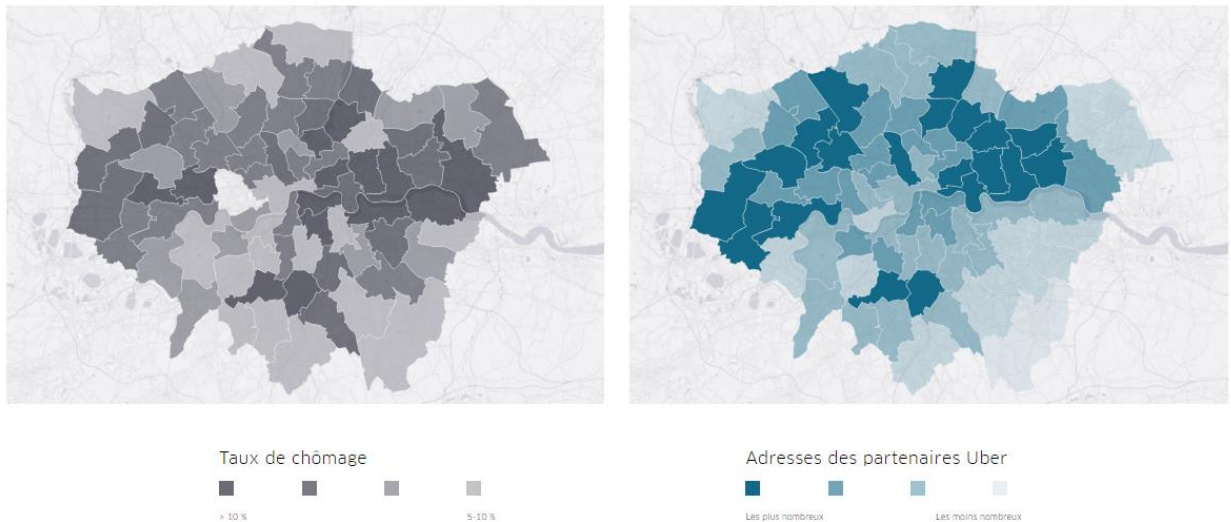 Taux de chômage
> 10 %
5-10 %
Adresses des partenaires Uber
Les plus nombreux
Les moins nombreux